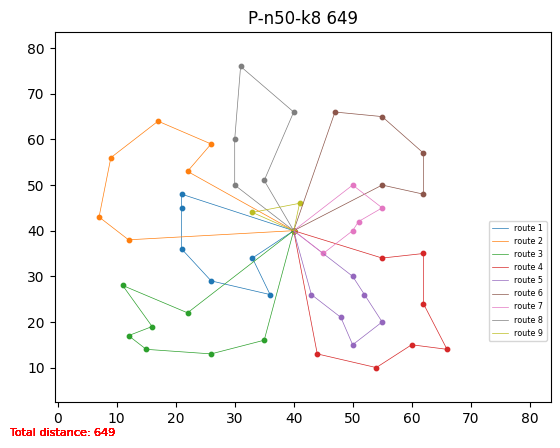 P-n50-k8 649
80
70
60
50
40
30
20
10
0 10 20 30 40 50 60 70 80
route 1
route 2
route 3
route 4
route 5
route 6
route 7
route 8
route 9
Total distance: 649